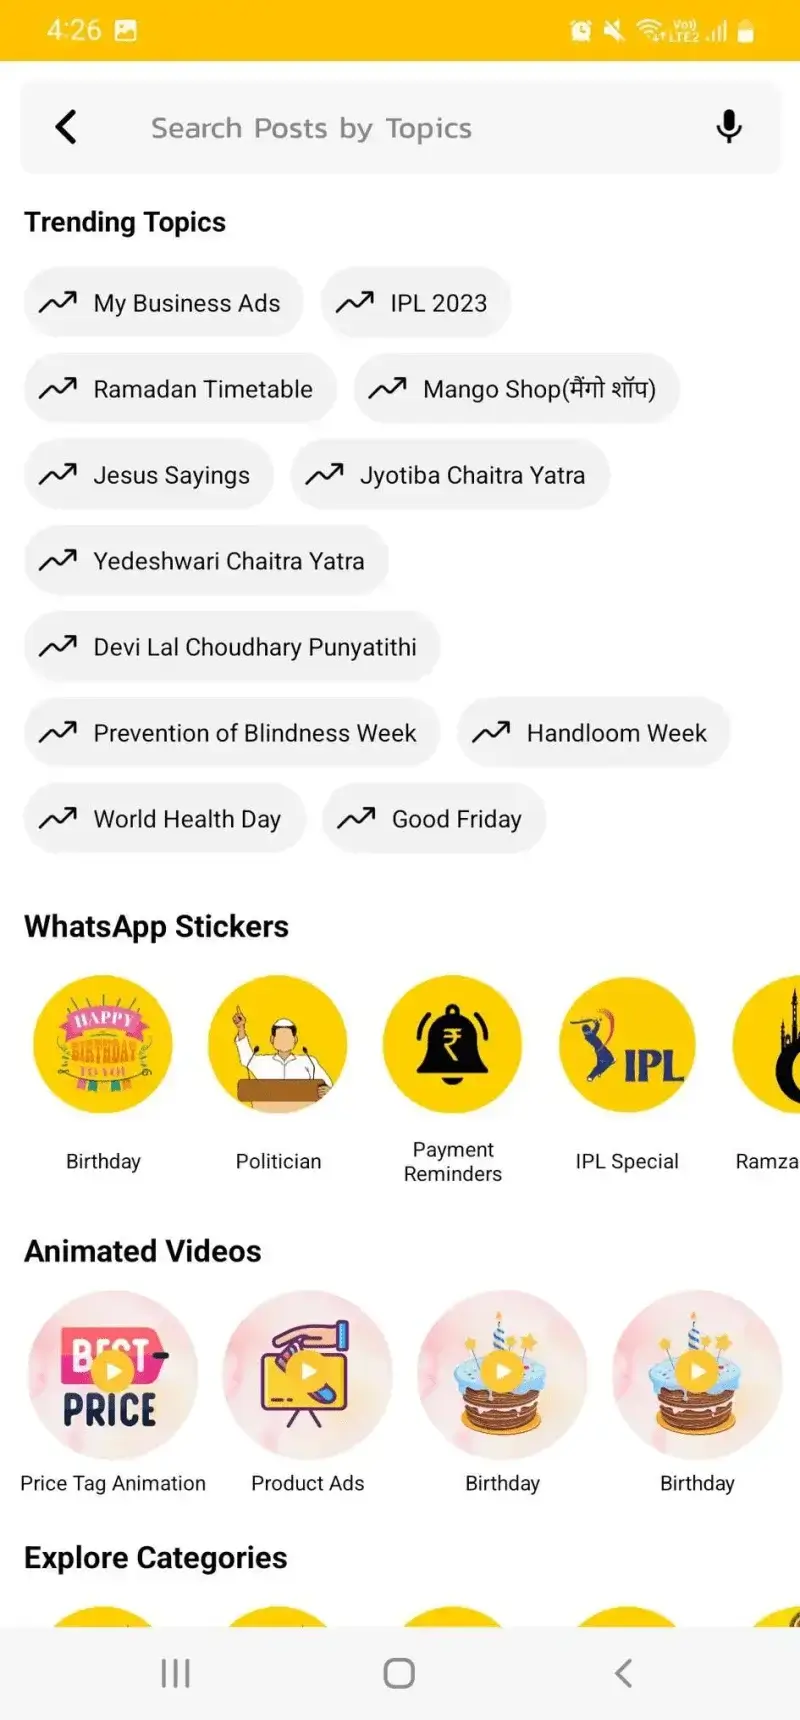 4:26
Vo))
LTE2
Search Posts by Topics
Trending Topics
My Business Ads
IPL 2023
Ramadan Timetable
Mango Shop(मैंगो शॉप)
Jesus Sayings
Jyotiba Chaitra Yatra
Yedeshwari Chaitra Yatra
Devi Lal Choudhary Punyatithi
Prevention of Blindness Week
Handloom Week
World Health Day
Good Friday
WhatsApp Stickers
HAPPY
BIRTHDAY
TO YOU
₹
IPL
Birthday
Politician
Payment
Reminders
IPL Special
Ramza
Animated Videos
BEST
PRICE
Price Tag Animation
Product Ads
Birthday
Birthday
Explore Categories